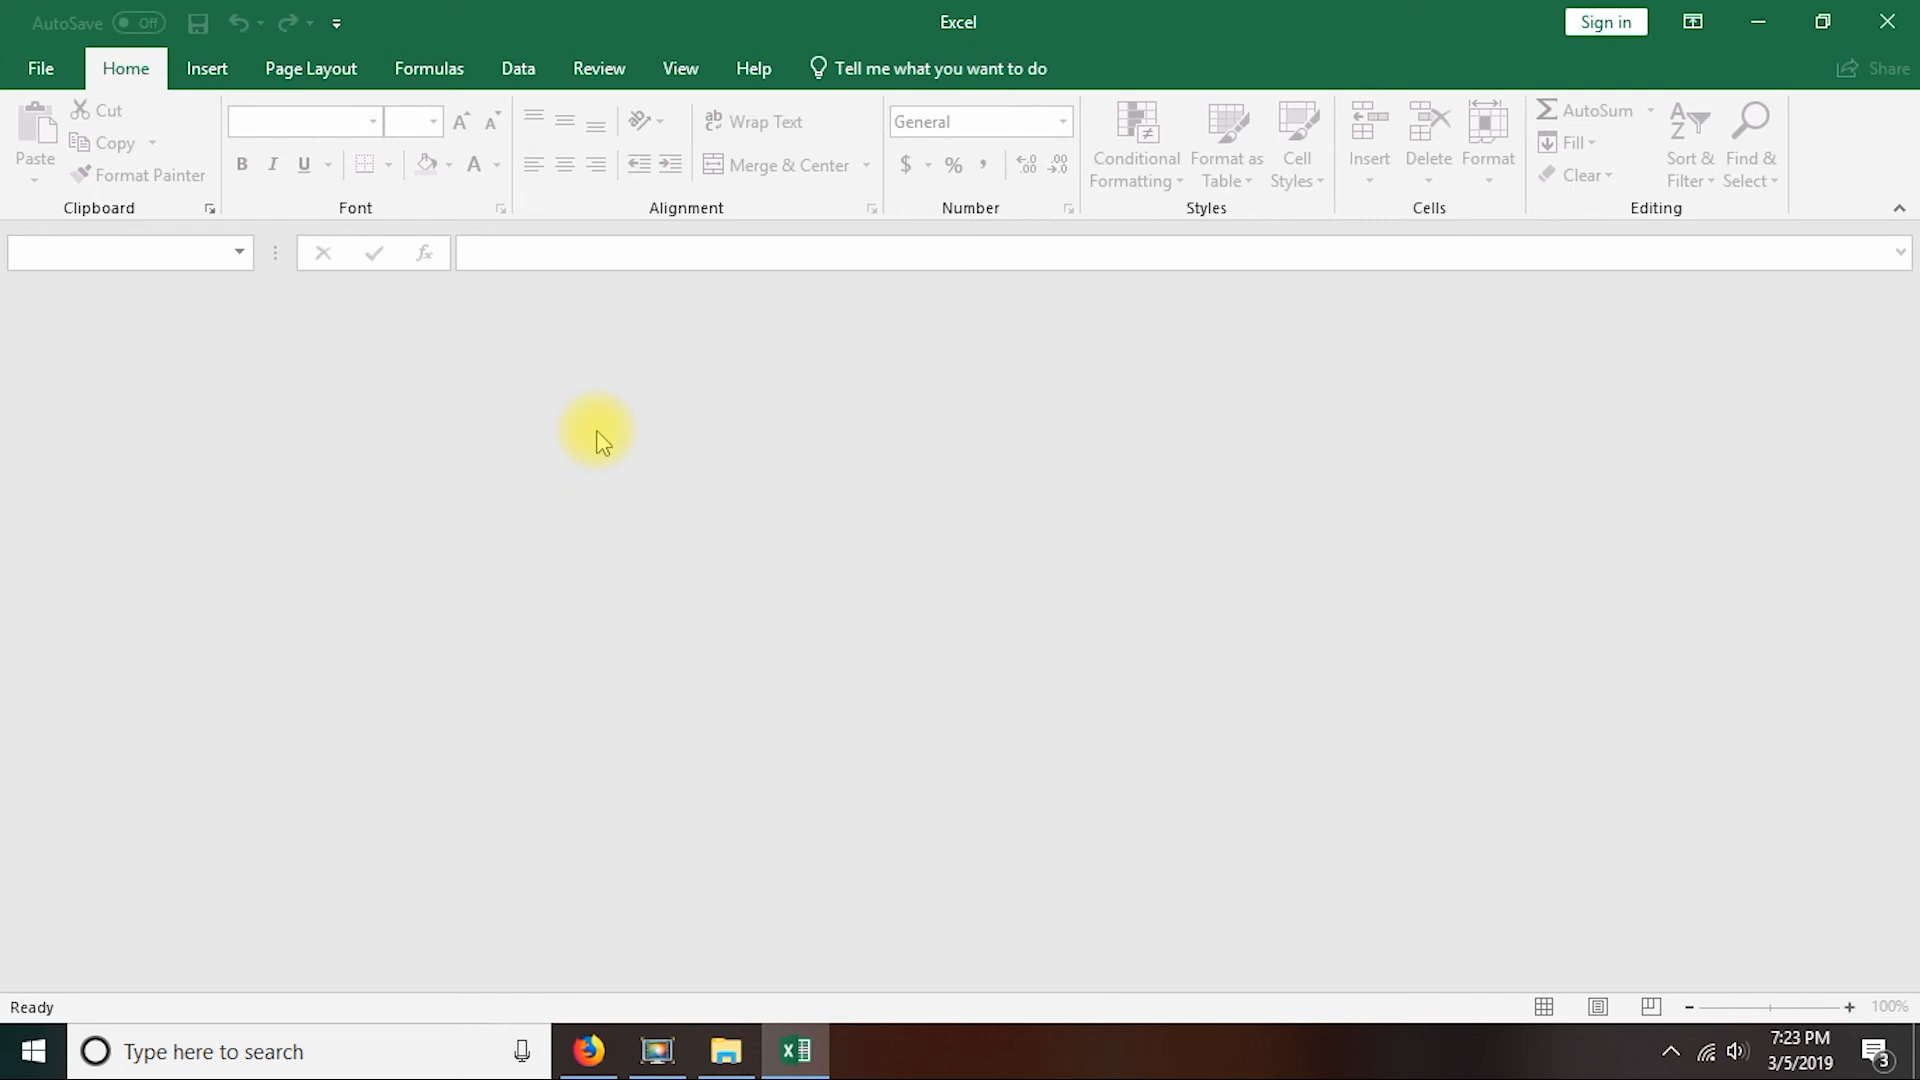 AutoSave Off
Excel
Sign in
File Home Insert Page Layout Formulas Data Review View Help Tell me what you want to do Share
Paste
Cut
Copy
Format Painter
Clipboard
B I U A
Font
Wrap Text
Merge & Center
Alignment
General
$ % ,
Number
Conditional Formatting
Format as Table
Cell Styles
Styles
Insert Delete Format
Cells
AutoSum
Fill
Clear
Sort & Filter
Find & Select
Editing
fx
Ready
100%
Type here to search
7:23 PM
3/5/2019
3